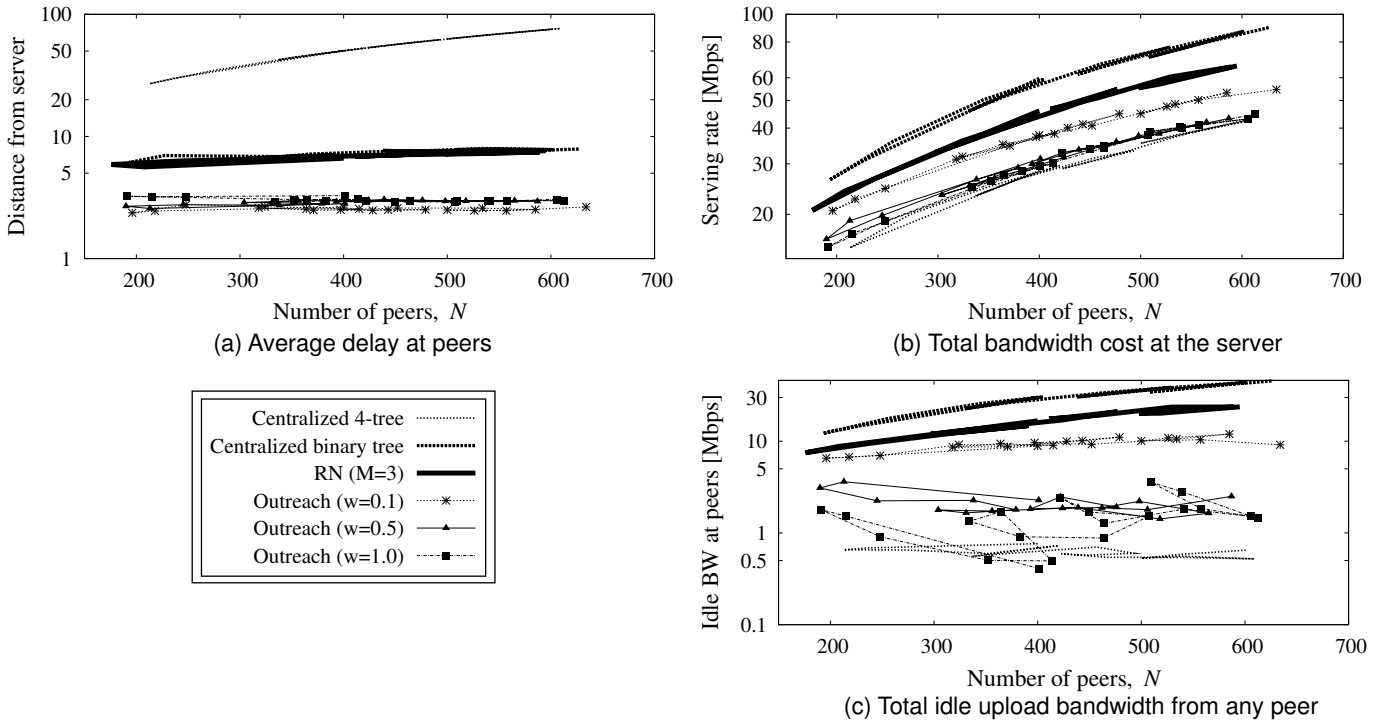 100
50
20
10
5
1
Distance from server
200
300
400
500
600
700
Number of peers, N
(a) Average delay at peers
100
80
60
50
40
30
20
Serving rate [Mbps]
200
300
400
500
600
700
Number of peers, N
(b) Total bandwidth cost at the server
Centralized 4-tree
Centralized binary tree
RN (M=3)
Outreach (w=0.1)
Outreach (w=0.5)
Outreach (w=1.0)
30
10
5
1
0.5
0.1
Idle BW at peers [Mbps]
200
300
400
500
600
700
Number of peers, N
(c) Total idle upload bandwidth from any peer